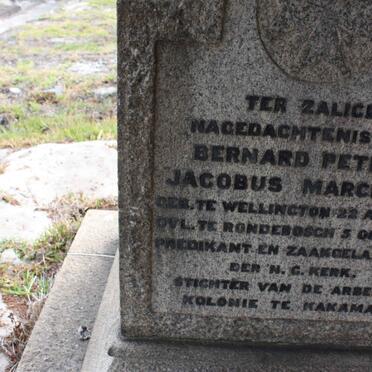 TER ZALIGE
NAGEDACHTENIS
BERNARD PET
JACOBUS MARC
GEB. TE WELLINGTON 22 A
OVL. TE RONDEBOSCH 5 O
PREDIKANT EN ZAAKGELA
DER N. G. KERK.
STICHTER VAN DE ARBE
KOLONIE TE KAKAMA